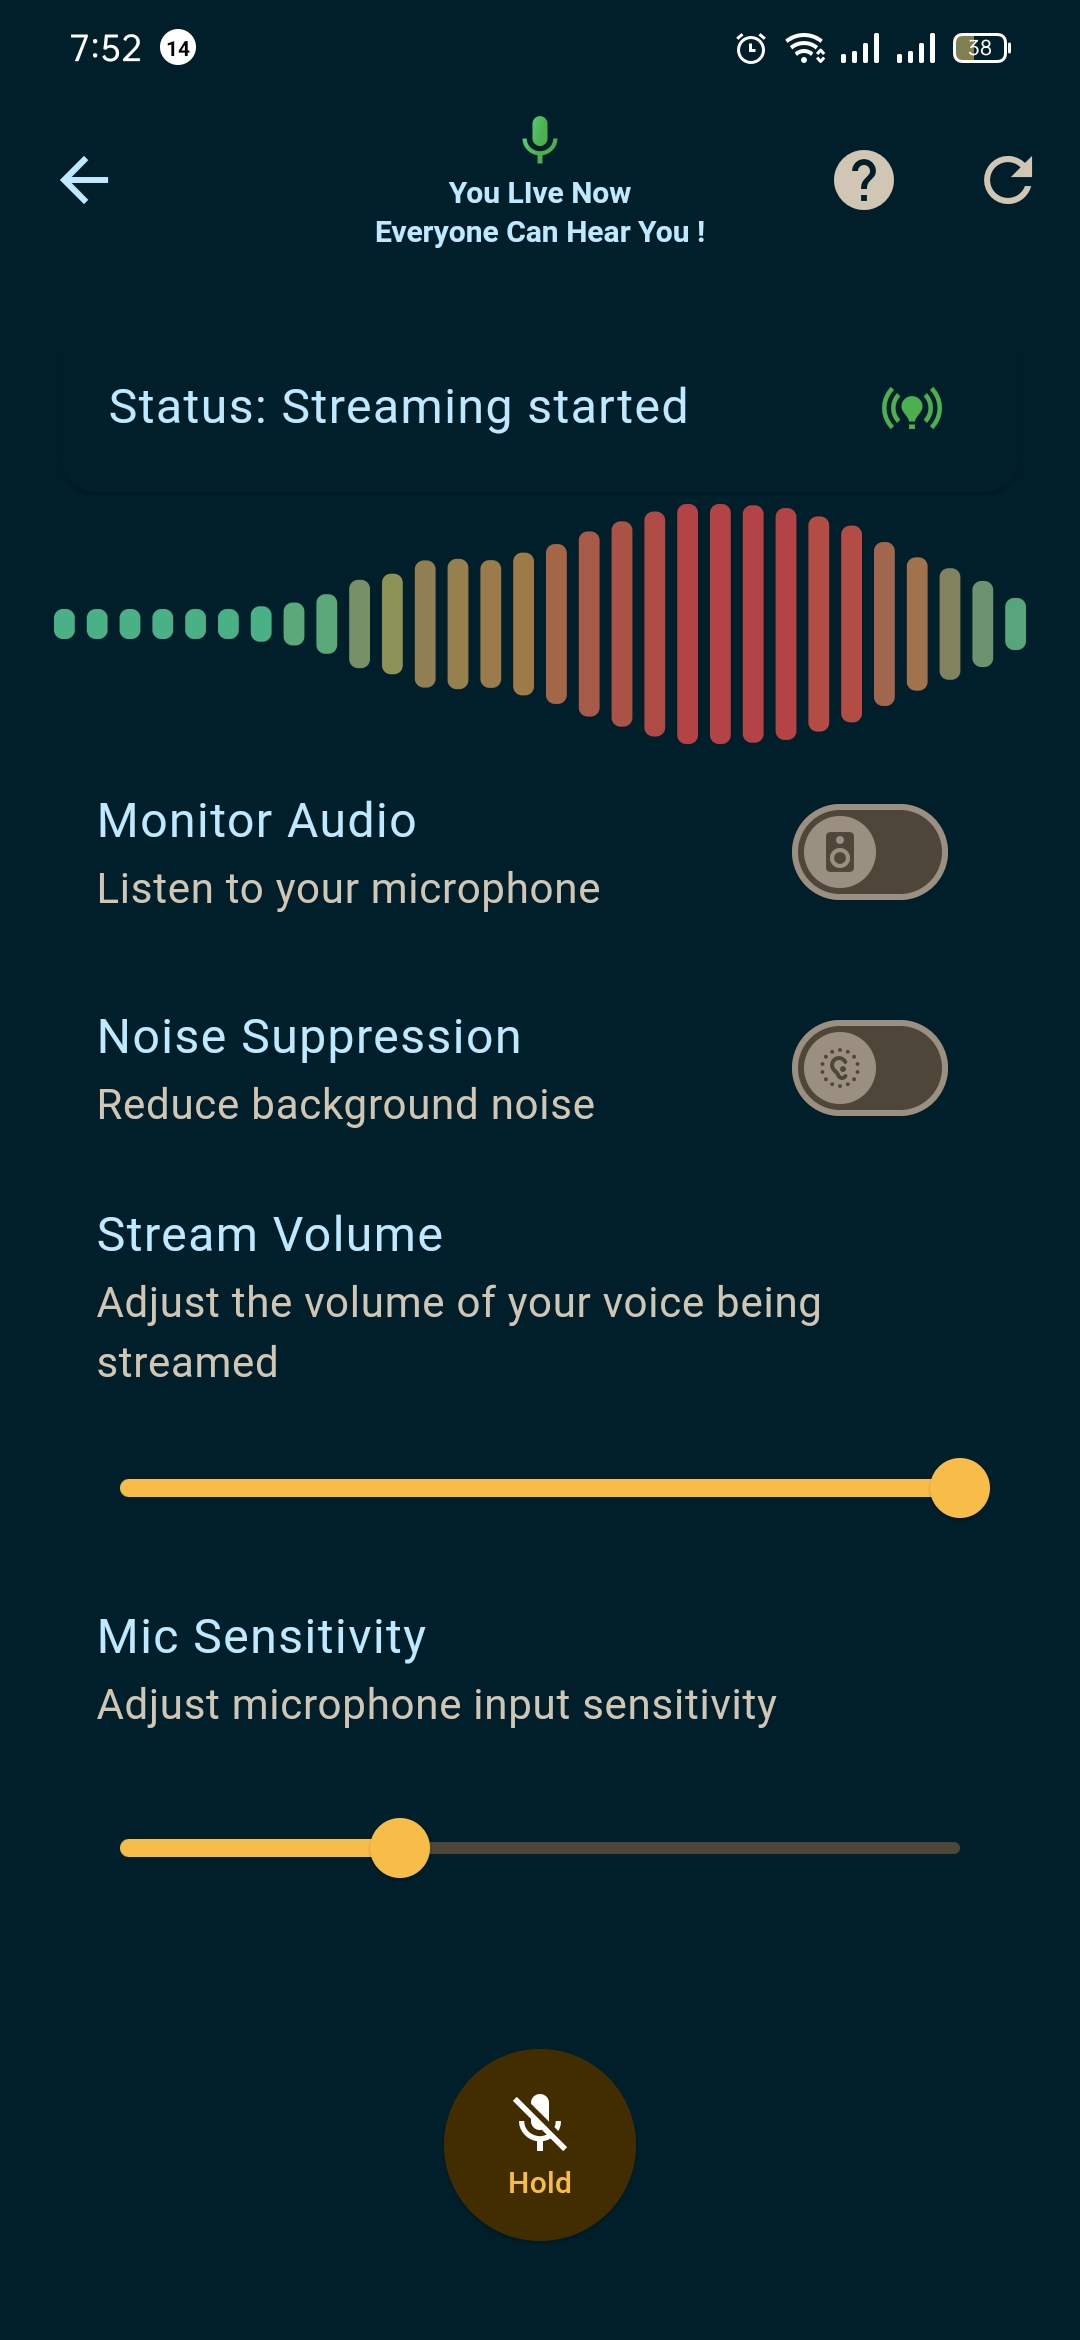 7:52 14 38
You LIve Now
Everyone Can Hear You !
Status: Streaming started
Monitor Audio
Listen to your microphone
Noise Suppression
Reduce background noise
Stream Volume
Adjust the volume of your voice being
streamed
Mic Sensitivity
Adjust microphone input sensitivity
Hold